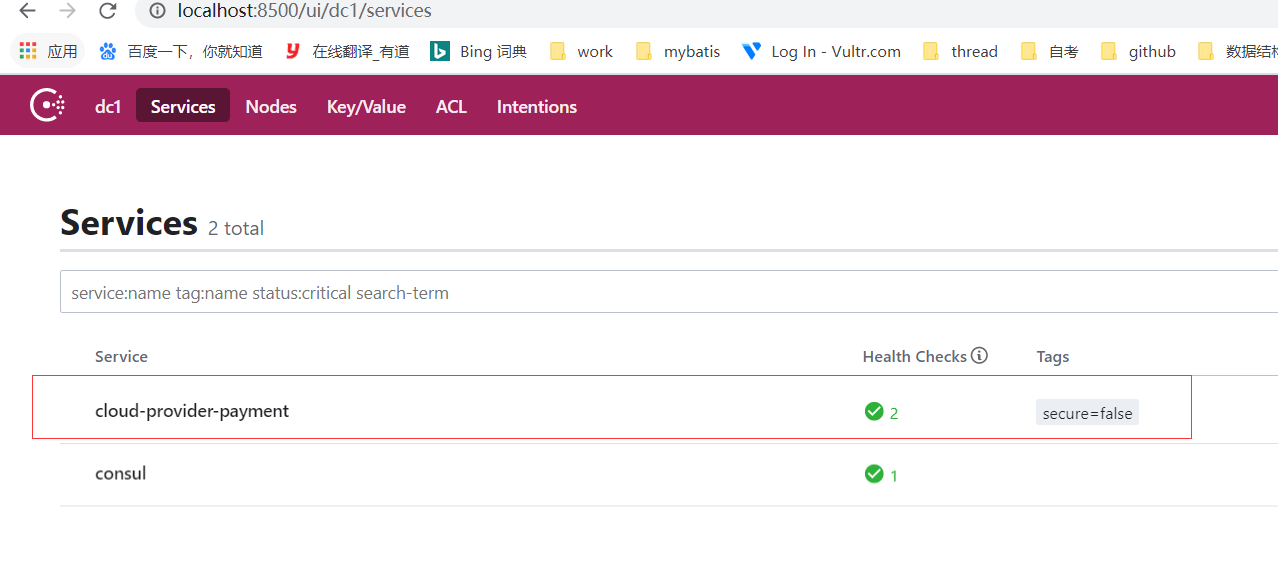 localhost:8500/ui/dc1/services
应用 百度一下，你就知道 在线翻译_有道 Bing 词典 work mybatis Log In - Vultr.com thread 自考 github 数据结构
dc1 Services Nodes Key/Value ACL Intentions
Services 2 total
service:name tag:name status:critical search-term
Service Health Checks Tags
cloud-provider-payment 2 secure=false
consul 1